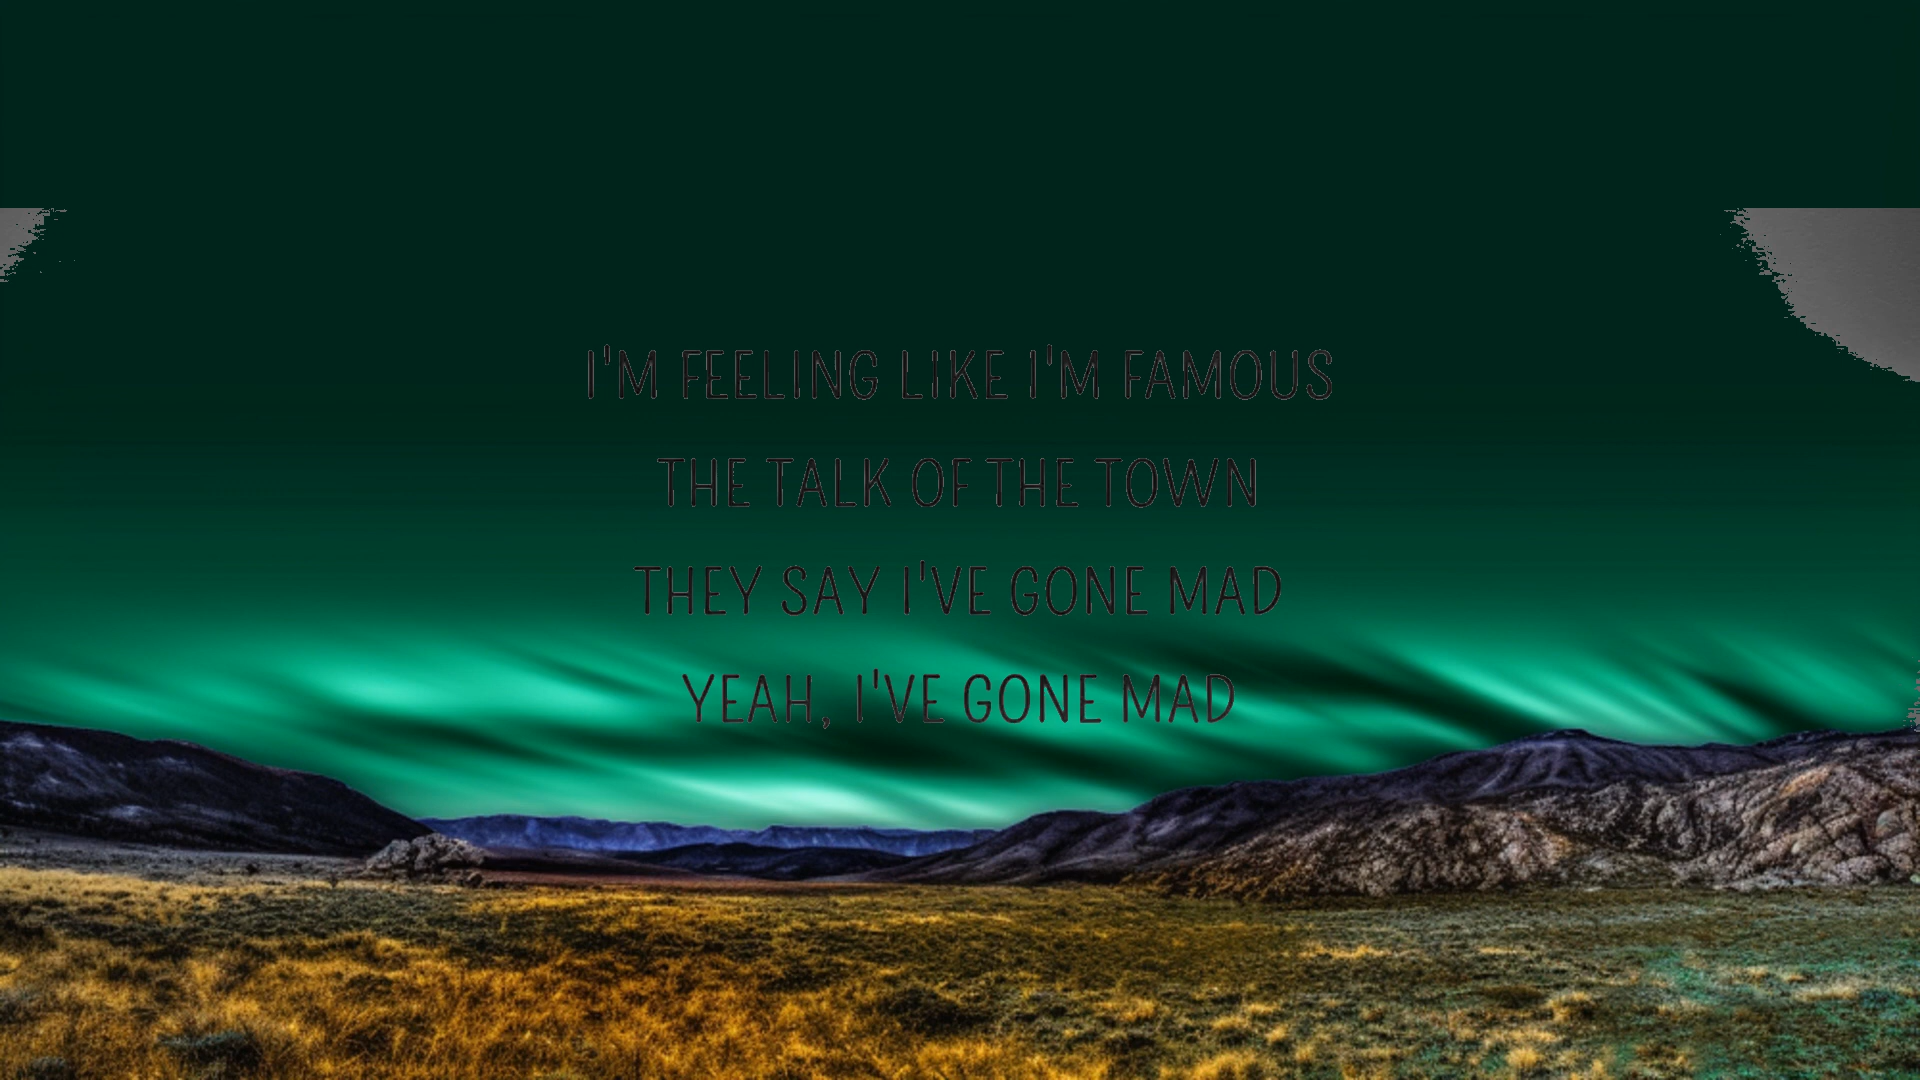 I'M FEELING LIKE I'M FAMOUS
THE TALK OF THE TOWN
THEY SAY I'VE GONE MAD
YEAH, I'VE GONE MAD